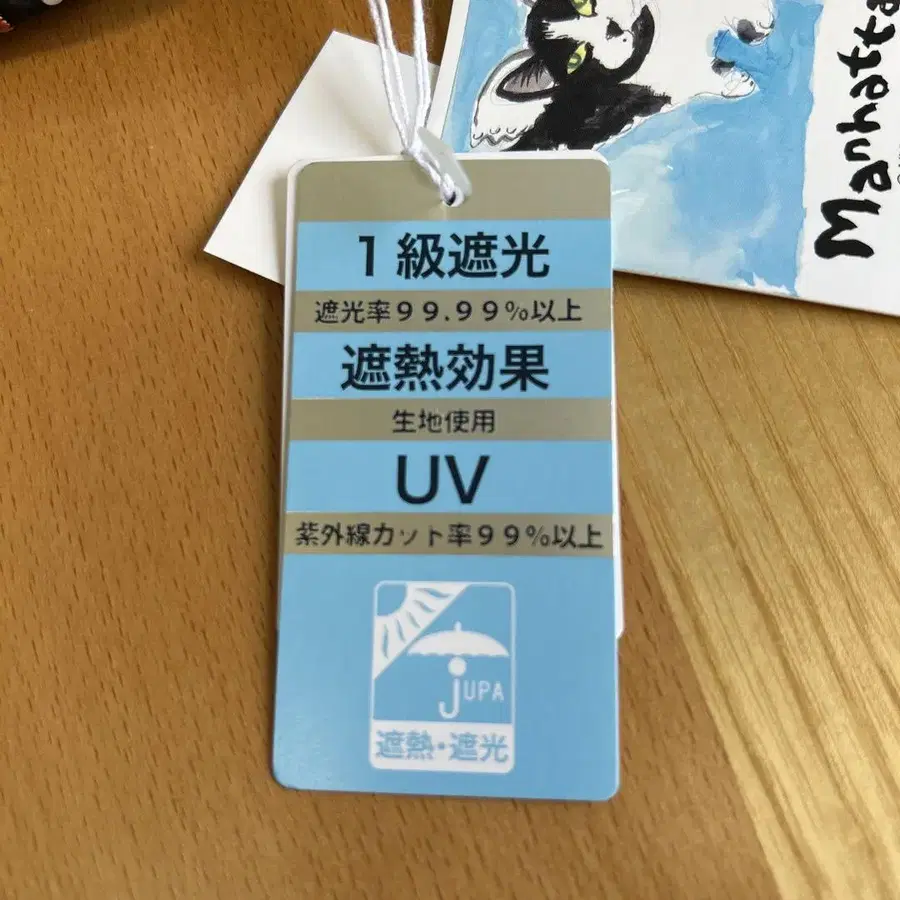 Manhatta
1級遮光
遮光率99.99%以上
遮熱効果
生地使用
UV
紫外線カット率99%以上
JUPA
遮熱・遮光